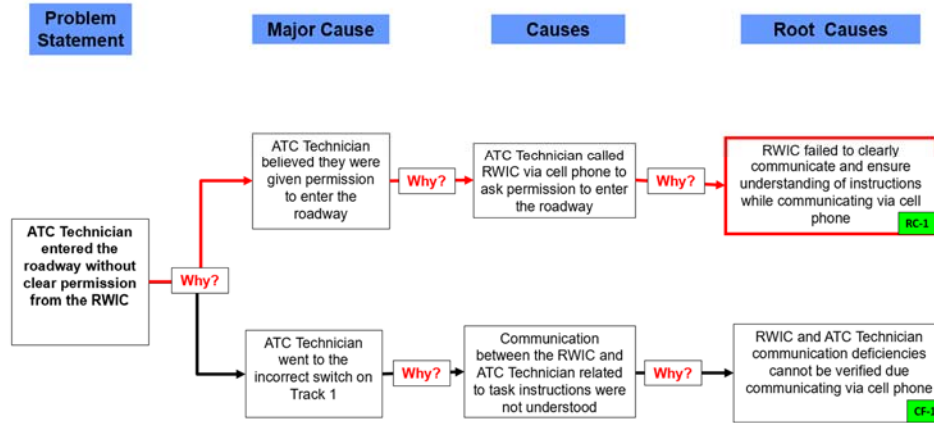 Problem
Statement
Major Cause
Causes
Root Causes
ATC Technician
entered the
roadway without
clear permission
from the RWIC
Why?
ATC Technician
believed they were
given permission
to enter the
roadway
Why?
ATC Technician called
RWIC via cell phone to
ask permission to enter
the roadway
Why?
RWIC failed to clearly
communicate and ensure
understanding of instructions
while communicating via cell
phone
RC-1
ATC Technician
went to the
incorrect switch on
Track 1
Why?
Communication
between the RWIC and
ATC Technician related
to task instructions were
not understood
Why?
RWIC and ATC Technician
communication deficiencies
cannot be verified due
communicating via cell phone
CF-1